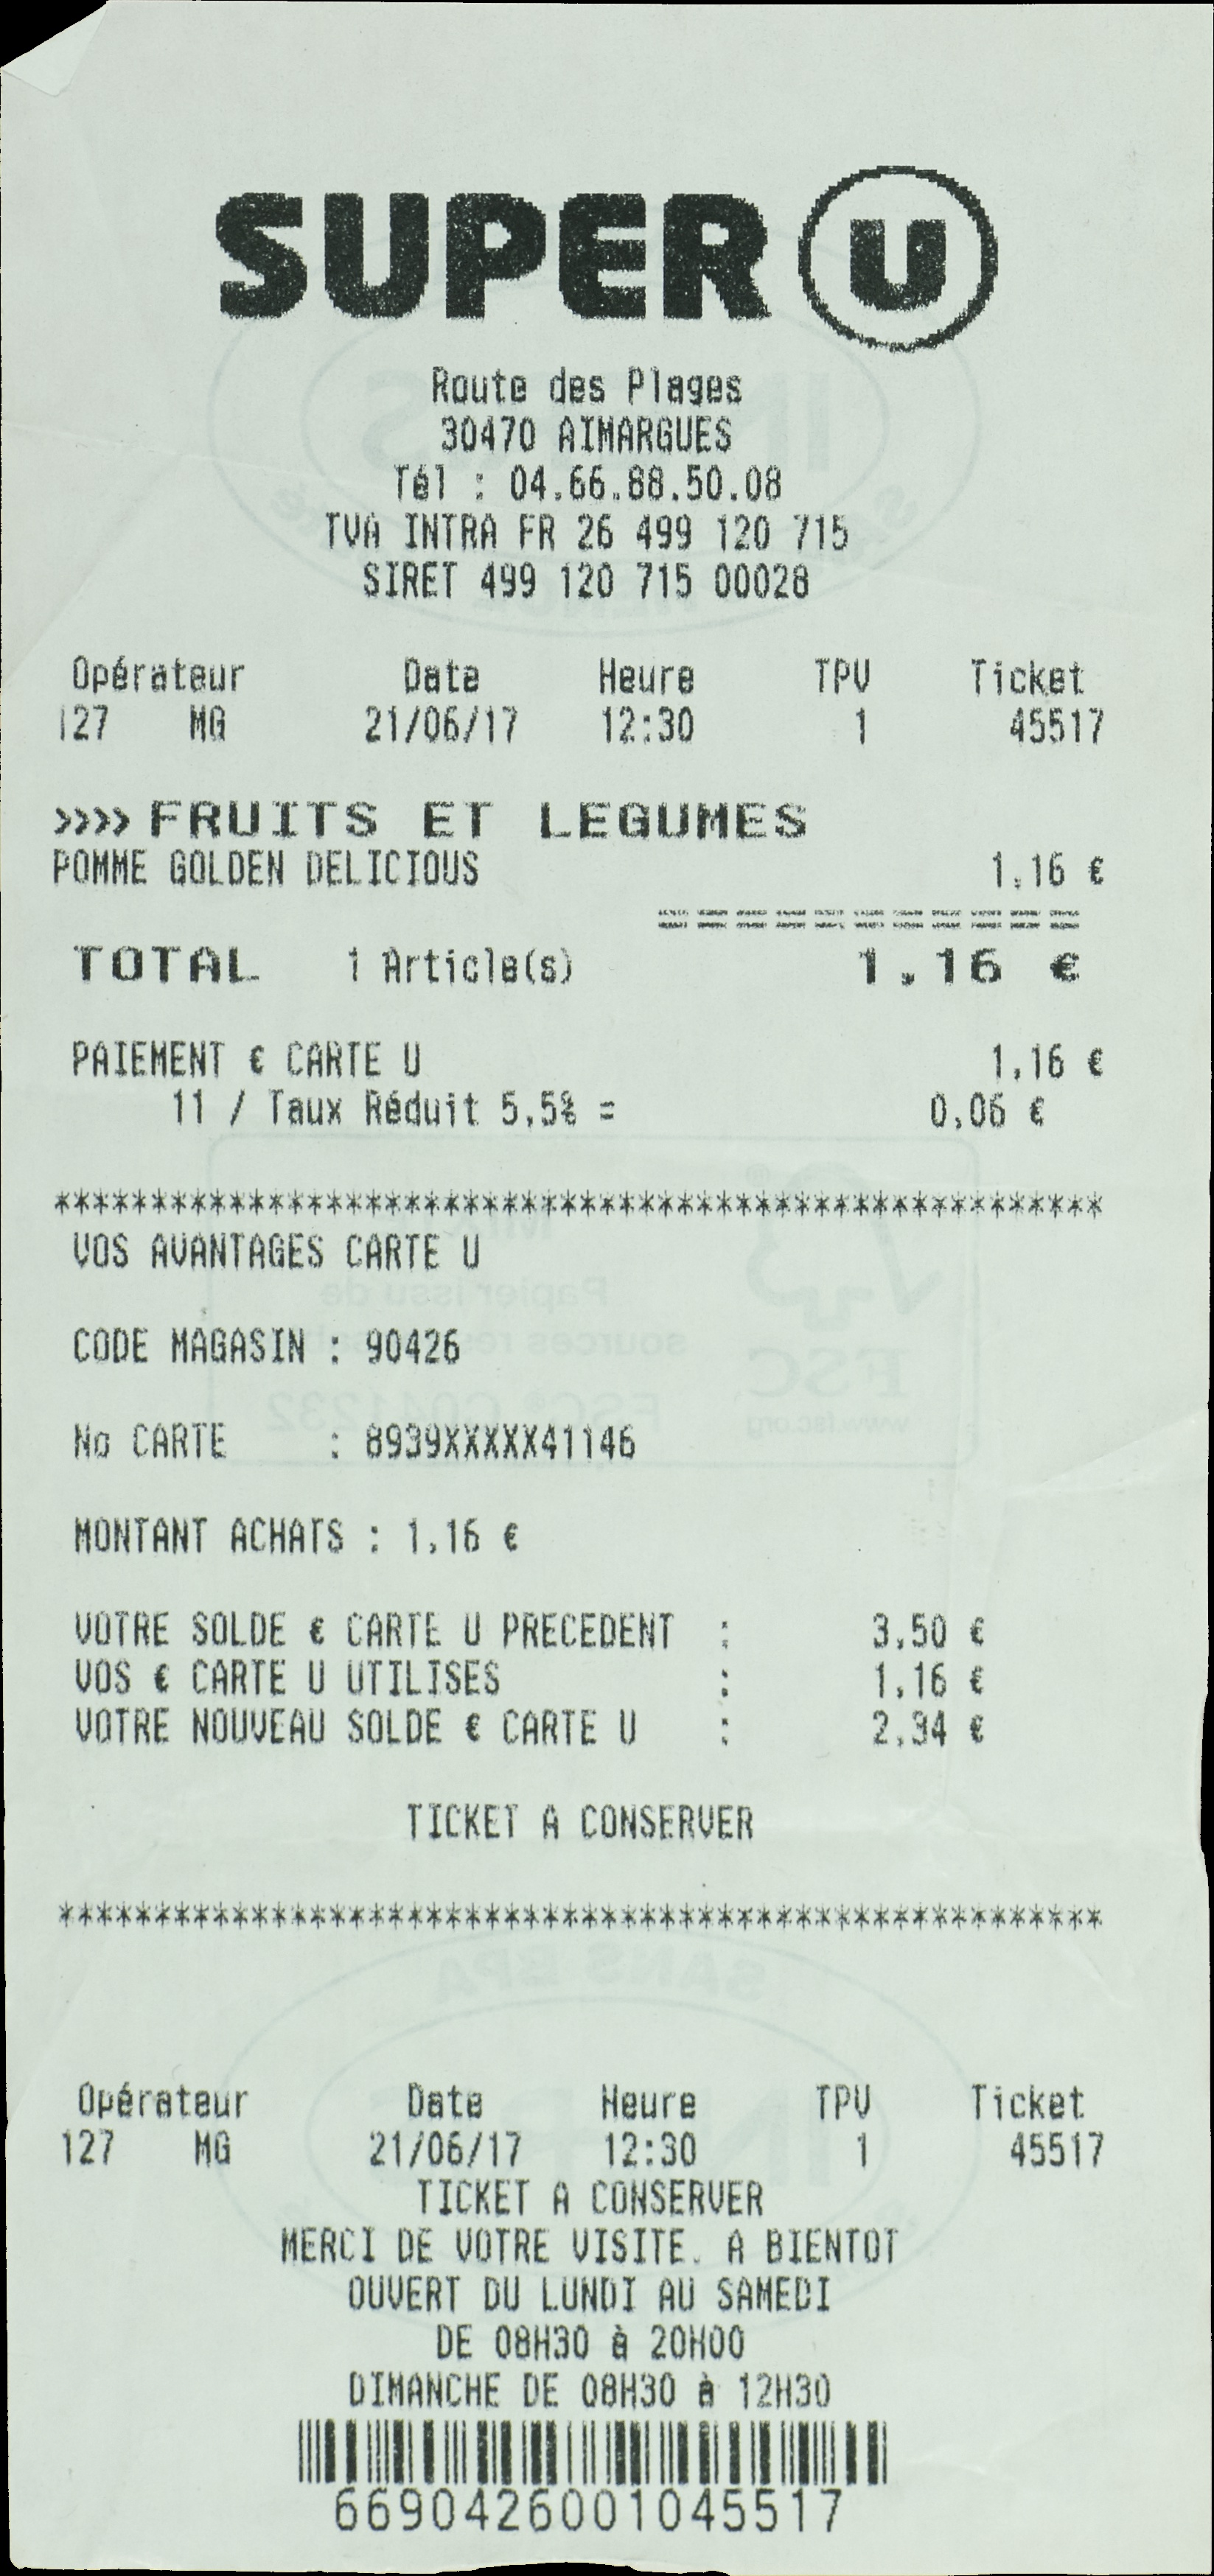 SUPER U
Route des Plages
30470 AIMARGUES
Tél : 04.66.88.50.08
TVA INTRA FR 26 499 120 715
SIRET 499 120 715 00028
Opérateur Date Heure TPV Ticket
127 MG 21/06/17 12:30 1 45517
>>>> FRUITS ET LEGUMES
POMME GOLDEN DELICIOUS 1,16 €
===========
TOTAL 1 Article(s) 1,16 €
PAIEMENT € CARTE U 1,16 €
11 / Taux Réduit 5,5% = 0,06 €
******************************************************
VOS AVANTAGES CARTE U
CODE MAGASIN : 90426
No CARTE : 8939XXXXX41146
MONTANT ACHATS : 1,16 €
VOTRE SOLDE € CARTE U PRECEDENT : 3,50 €
VOS € CARTE U UTILISES : 1,16 €
VOTRE NOUVEAU SOLDE € CARTE U : 2,34 €
TICKET A CONSERVER
******************************************************
Opérateur Date Heure TPV Ticket
127 MG 21/06/17 12:30 1 45517
TICKET A CONSERVER
MERCI DE VOTRE VISITE. A BIENTOT
OUVERT DU LUNDI AU SAMEDI
DE 08H30 à 20H00
DIMANCHE DE 08H30 à 12H30
6690426001045517